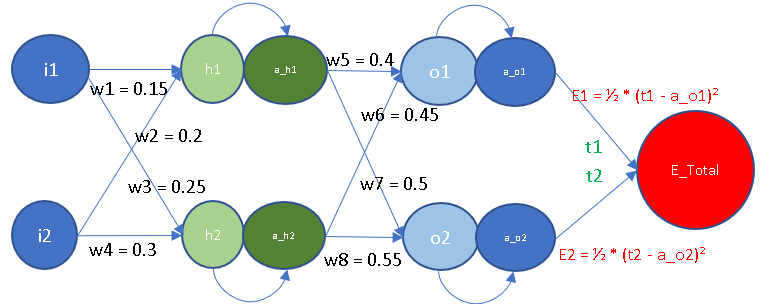 i1
h1
a_h1
w5 = 0.4
o1
a_o1
w1 = 0.15
E1 = ½ * (t1 - a_o1)²
w6 = 0.45
w2 = 0.2
t1
E_Total
t2
w3 = 0.25
w7 = 0.5
i2
h2
a_h2
o2
a_o2
w4 = 0.3
w8 = 0.55
E2 = ½ * (t2 - a_o2)²